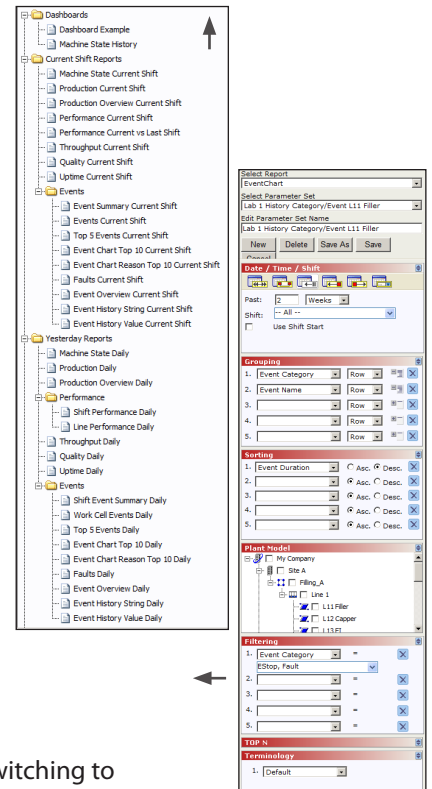 Dashboards
Dashboard Example
Machine State History
Current Shift Reports
Machine State Current Shift
Production Current Shift
Production Overview Current Shift
Performance Current Shift
Performance Current vs Last Shift
Throughput Current Shift
Quality Current Shift
Uptime Current Shift
Events
Event Summary Current Shift
Events Current Shift
Top 5 Events Current Shift
Event Chart Top 10 Current Shift
Event Chart Reason Top 10 Current Shift
Faults Current Shift
Event Overview Current Shift
Event History String Current Shift
Event History Value Current Shift
Yesterday Reports
Machine State Daily
Production Daily
Production Overview Daily
Performance
Shift Performance Daily
Line Performance Daily
Throughput Daily
Quality Daily
Uptime Daily
Events
Shift Event Summary Daily
Work Cell Events Daily
Top 5 Events Daily
Event Chart Top 10 Daily
Event Chart Reason Top 10 Daily
Faults Daily
Event Overview Daily
Event History String Daily
Event History Value Daily
Select Report
EventChart
Select Parameter Set
Lab 1 History Category/Event L11 Filler
Edit Parameter Set Name
Lab 1 History Category/Event L11 Filler
New Delete Save As Save
Cancel
Date / Time / Shift
Past: 2 Weeks
Shift: -- All --
Use Shift Start
Grouping
1. Event Category Row
2. Event Name Row
3. Row
4. Row
5. Row
Sorting
1. Event Duration Asc. Desc.
2. Asc. Desc.
3. Asc. Desc.
4. Asc. Desc.
5. Asc. Desc.
Plant Model
My Company
Site A
Filling_A
Line 1
L11 Filler
L12 Capper
Filtering
1. Event Category =
EStop, Fault
2. =
3. =
4. =
5. =
TOP N
Terminology
1. Default
witching to